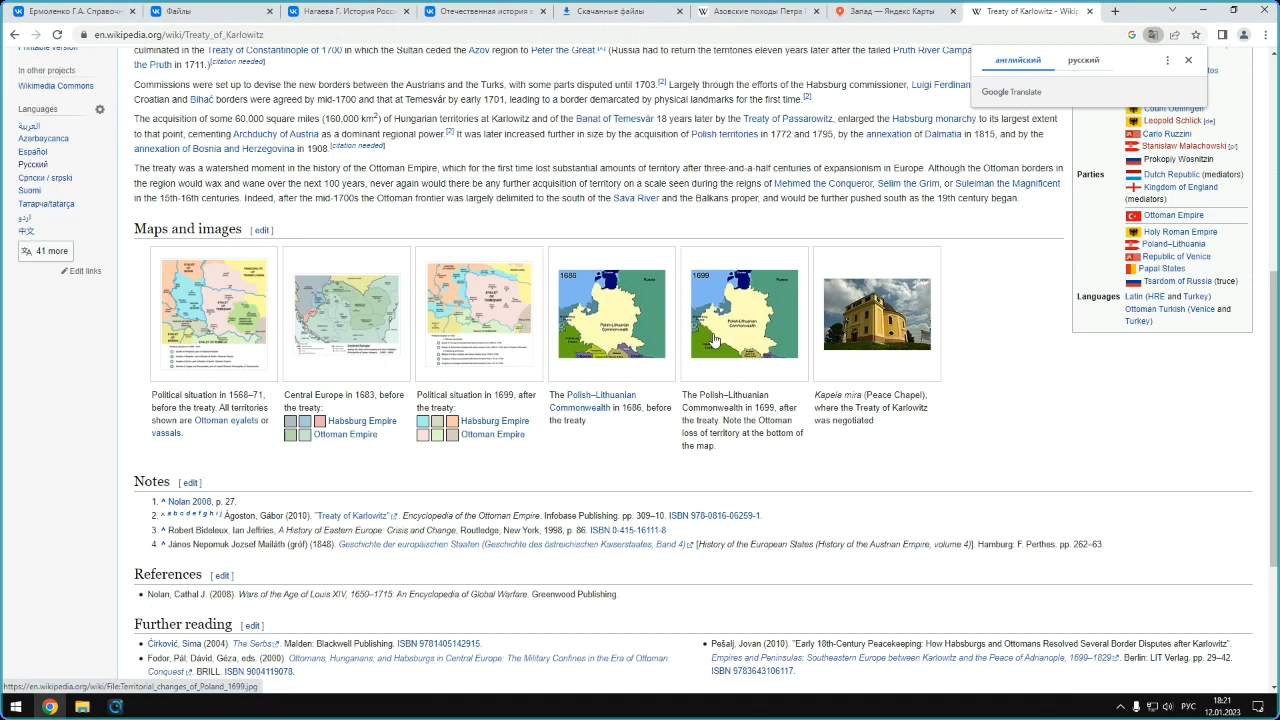 Ермоленко Г.А. Справоч
Файлы
Нагаева Г. История России
Отечественная история в
Скачанные файлы
Азовские походы Петра I
Запад — Яндекс Карты
Treaty of Karlowitz - Wikip
en.wikipedia.org/wiki/Treaty_of_Karlowitz
английский
русский
Google Translate
Printable version
In other projects
Wikimedia Commons
Languages
العربية
Azərbaycanca
Español
Русский
Српски / srpski
Suomi
Татарча/tatarça
اردو
中文
41 more
Edit links
culminated in the Treaty of Constantinople of 1700 in which the Sultan ceded the Azov region to Peter the Great.[4] (Russia had to return the territories eleven years later after the failed Pruth River Campa
the Pruth in 1711.)[citation needed]
Commissions were set up to devise the new borders between the Austrians and the Turks, with some parts disputed until 1703.[2] Largely through the efforts of the Habsburg commissioner, Luigi Ferdinan
Croatian and Bihać borders were agreed by mid-1700 and that at Temesvár by early 1701, leading to a border demarcated by physical landmarks for the first time.[2]
The acquisition of some 60,000 square miles (160,000 km2) of Hungarian territories at Karlowitz and of the Banat of Temesvár 18 years later by the Treaty of Passarowitz, enlarged the Habsburg monarchy to its largest extent
to that point, cementing Archduchy of Austria as a dominant regional power.[2] It was later increased further in size by the acquisition of Polish territories in 1772 and 1795, by the annexation of Dalmatia in 1815, and by the
annexation of Bosnia and Herzegovina in 1908.[citation needed]
The treaty was a watershed moment in the history of the Ottoman Empire, which for the first time lost substantial amounts of territory after three-and-a-half centuries of expansionism in Europe. Although the Ottoman borders in
the region would wax and wane over the next 100 years, never again would there be any further acquisition of territory on a scale seen during the reigns of Mehmed the Conqueror, Selim the Grim, or Suleiman the Magnificent
in the 15th-16th centuries. Indeed, after the mid-1700s the Ottoman frontier was largely delimited to the south of the Sava River and the Balkans proper, and would be further pushed south as the 19th century began.
Count Oettingen
Leopold Schlick [de]
Carlo Ruzzini
Stanisław Małachowski [pl]
Prokopiy Wosnitzin
Parties
Dutch Republic (mediators)
Kingdom of England
(mediators)
Ottoman Empire
Holy Roman Empire
Poland–Lithuania
Republic of Venice
Papal States
Tsardom of Russia (truce)
Languages
Latin (HRE and Turkey)
Ottoman Turkish (Venice and
Turkey)
Maps and images [ edit ]
1686
Russia
Polish-Lithuanian
Commonwealth
1699
Russia
Polish-Lithuanian
Commonwealth
Political situation in 1568–71,
before the treaty. All territories
shown are Ottoman eyalets or
vassals.
Central Europe in 1683, before
the treaty:
Habsburg Empire
Ottoman Empire
Political situation in 1699, after
the treaty:
Habsburg Empire
Ottoman Empire
The Polish–Lithuanian
Commonwealth in 1686, before
the treaty
The Polish–Lithuanian
Commonwealth in 1699, after
the treaty. Note the Ottoman
loss of territory at the bottom of
the map.
Kapela mira (Peace Chapel),
where the Treaty of Karlowitz
was negotiated
Notes [ edit ]
1. ^ Nolan 2008, p. 27.
2. ^ a b c d e f g h i j Ágoston, Gábor (2010). "Treaty of Karlowitz". Encyclopedia of the Ottoman Empire. Infobase Publishing. pp. 309–10. ISBN 978-0-816-06259-1.
3. ^ Robert Bideleux, Ian Jeffries, A History of Eastern Europe: Crisis and Change, Routledge, New York, 1998, p. 86. ISBN 0-415-16111-8
4. ^ János Nepomuk Jozsef Mailáth (gróf) (1848). Geschichte der europäischen Staaten (Geschichte des östreichischen Kaiserstaates, Band 4) [History of the European States (History of the Austrian Empire, volume 4)]. Hamburg: F. Perthes. pp. 262–63.
References [ edit ]
• Nolan, Cathal J. (2008). Wars of the Age of Louis XIV, 1650–1715: An Encyclopedia of Global Warfare. Greenwood Publishing.
Further reading [ edit ]
• Ćirković, Sima (2004). The Serbs. Malden: Blackwell Publishing. ISBN 9781405142915.
• Fodor, Pál; Dávid, Géza, eds. (2000). Ottomans, Hungarians, and Habsburgs in Central Europe: The Military Confines in the Era of Ottoman
Conquest. BRILL. ISBN 9004119078.
• Pešalj, Jovan (2010). "Early 18th-Century Peacekeeping: How Habsburgs and Ottomans Resolved Several Border Disputes after Karlowitz".
Empires and Peninsulas: Southeastern Europe between Karlowitz and the Peace of Adrianople, 1699–1829. Berlin: LIT Verlag. pp. 29–42.
ISBN 9783643106117.
https://en.wikipedia.org/wiki/File:Territorial_changes_of_Poland_1699.jpg
РУС
18:21
12.01.2023